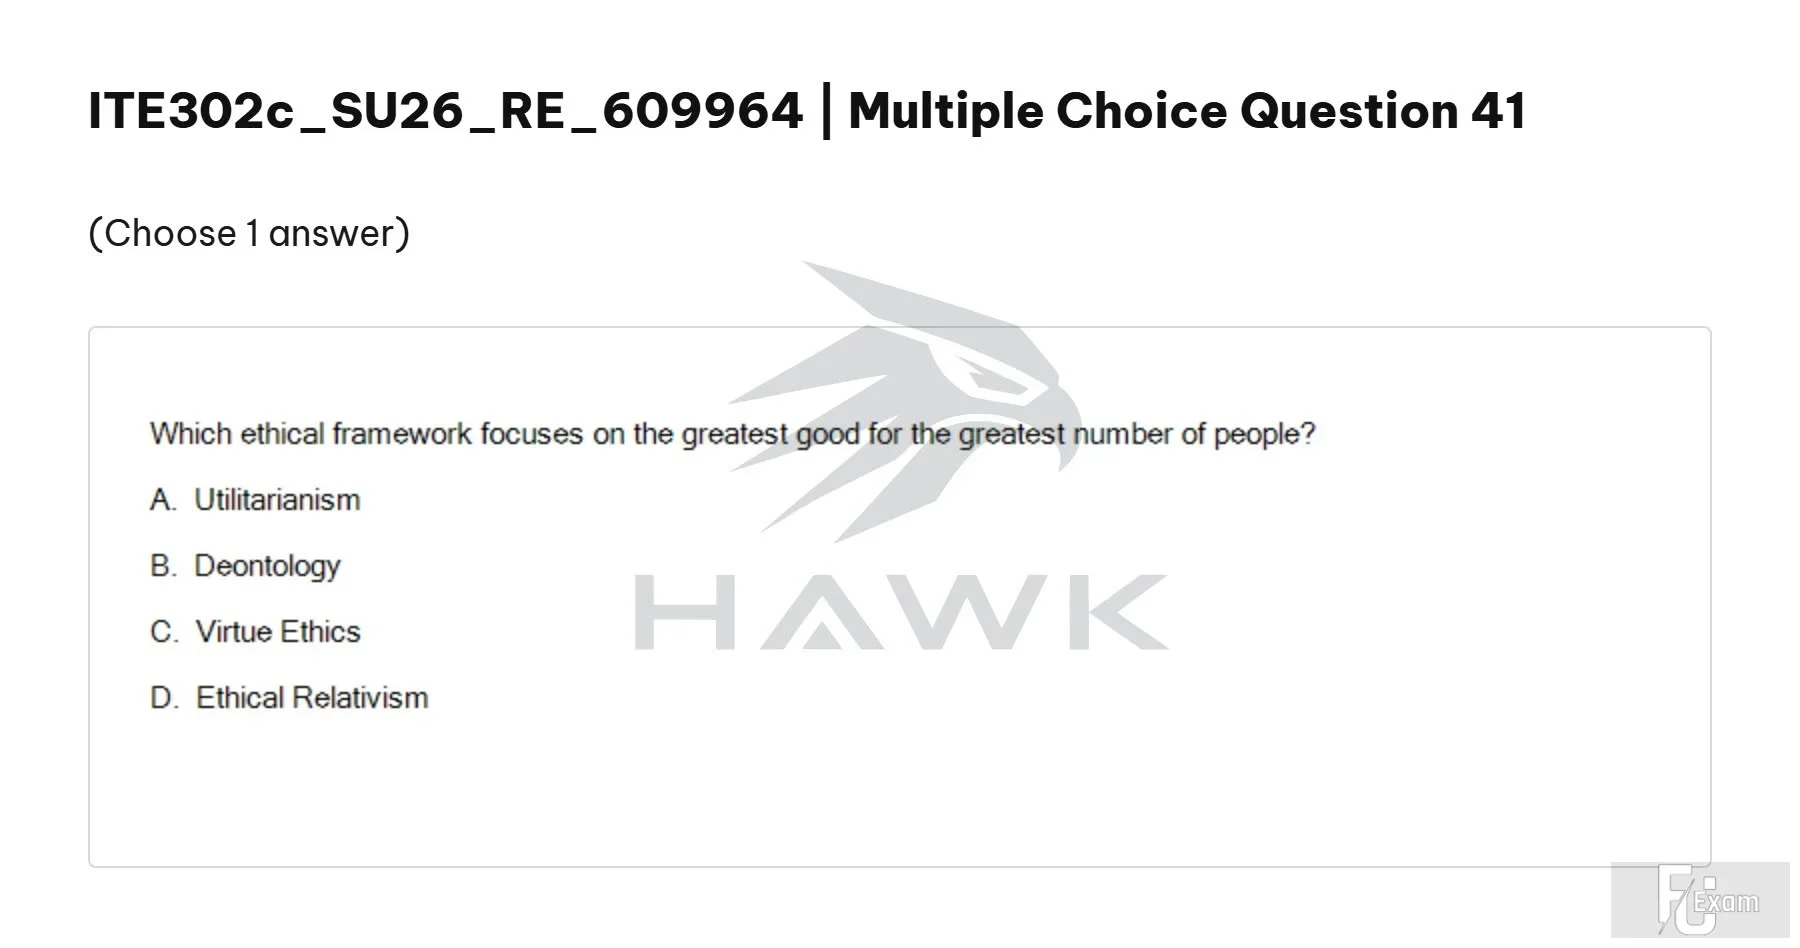 ITE302c_SU26_RE_609964 | Multiple Choice Question 41
(Choose 1 answer)
Which ethical framework focuses on the greatest good for the greatest number of people?
A. Utilitarianism
B. Deontology
C. Virtue Ethics
D. Ethical Relativism
HAWK
FU Exam